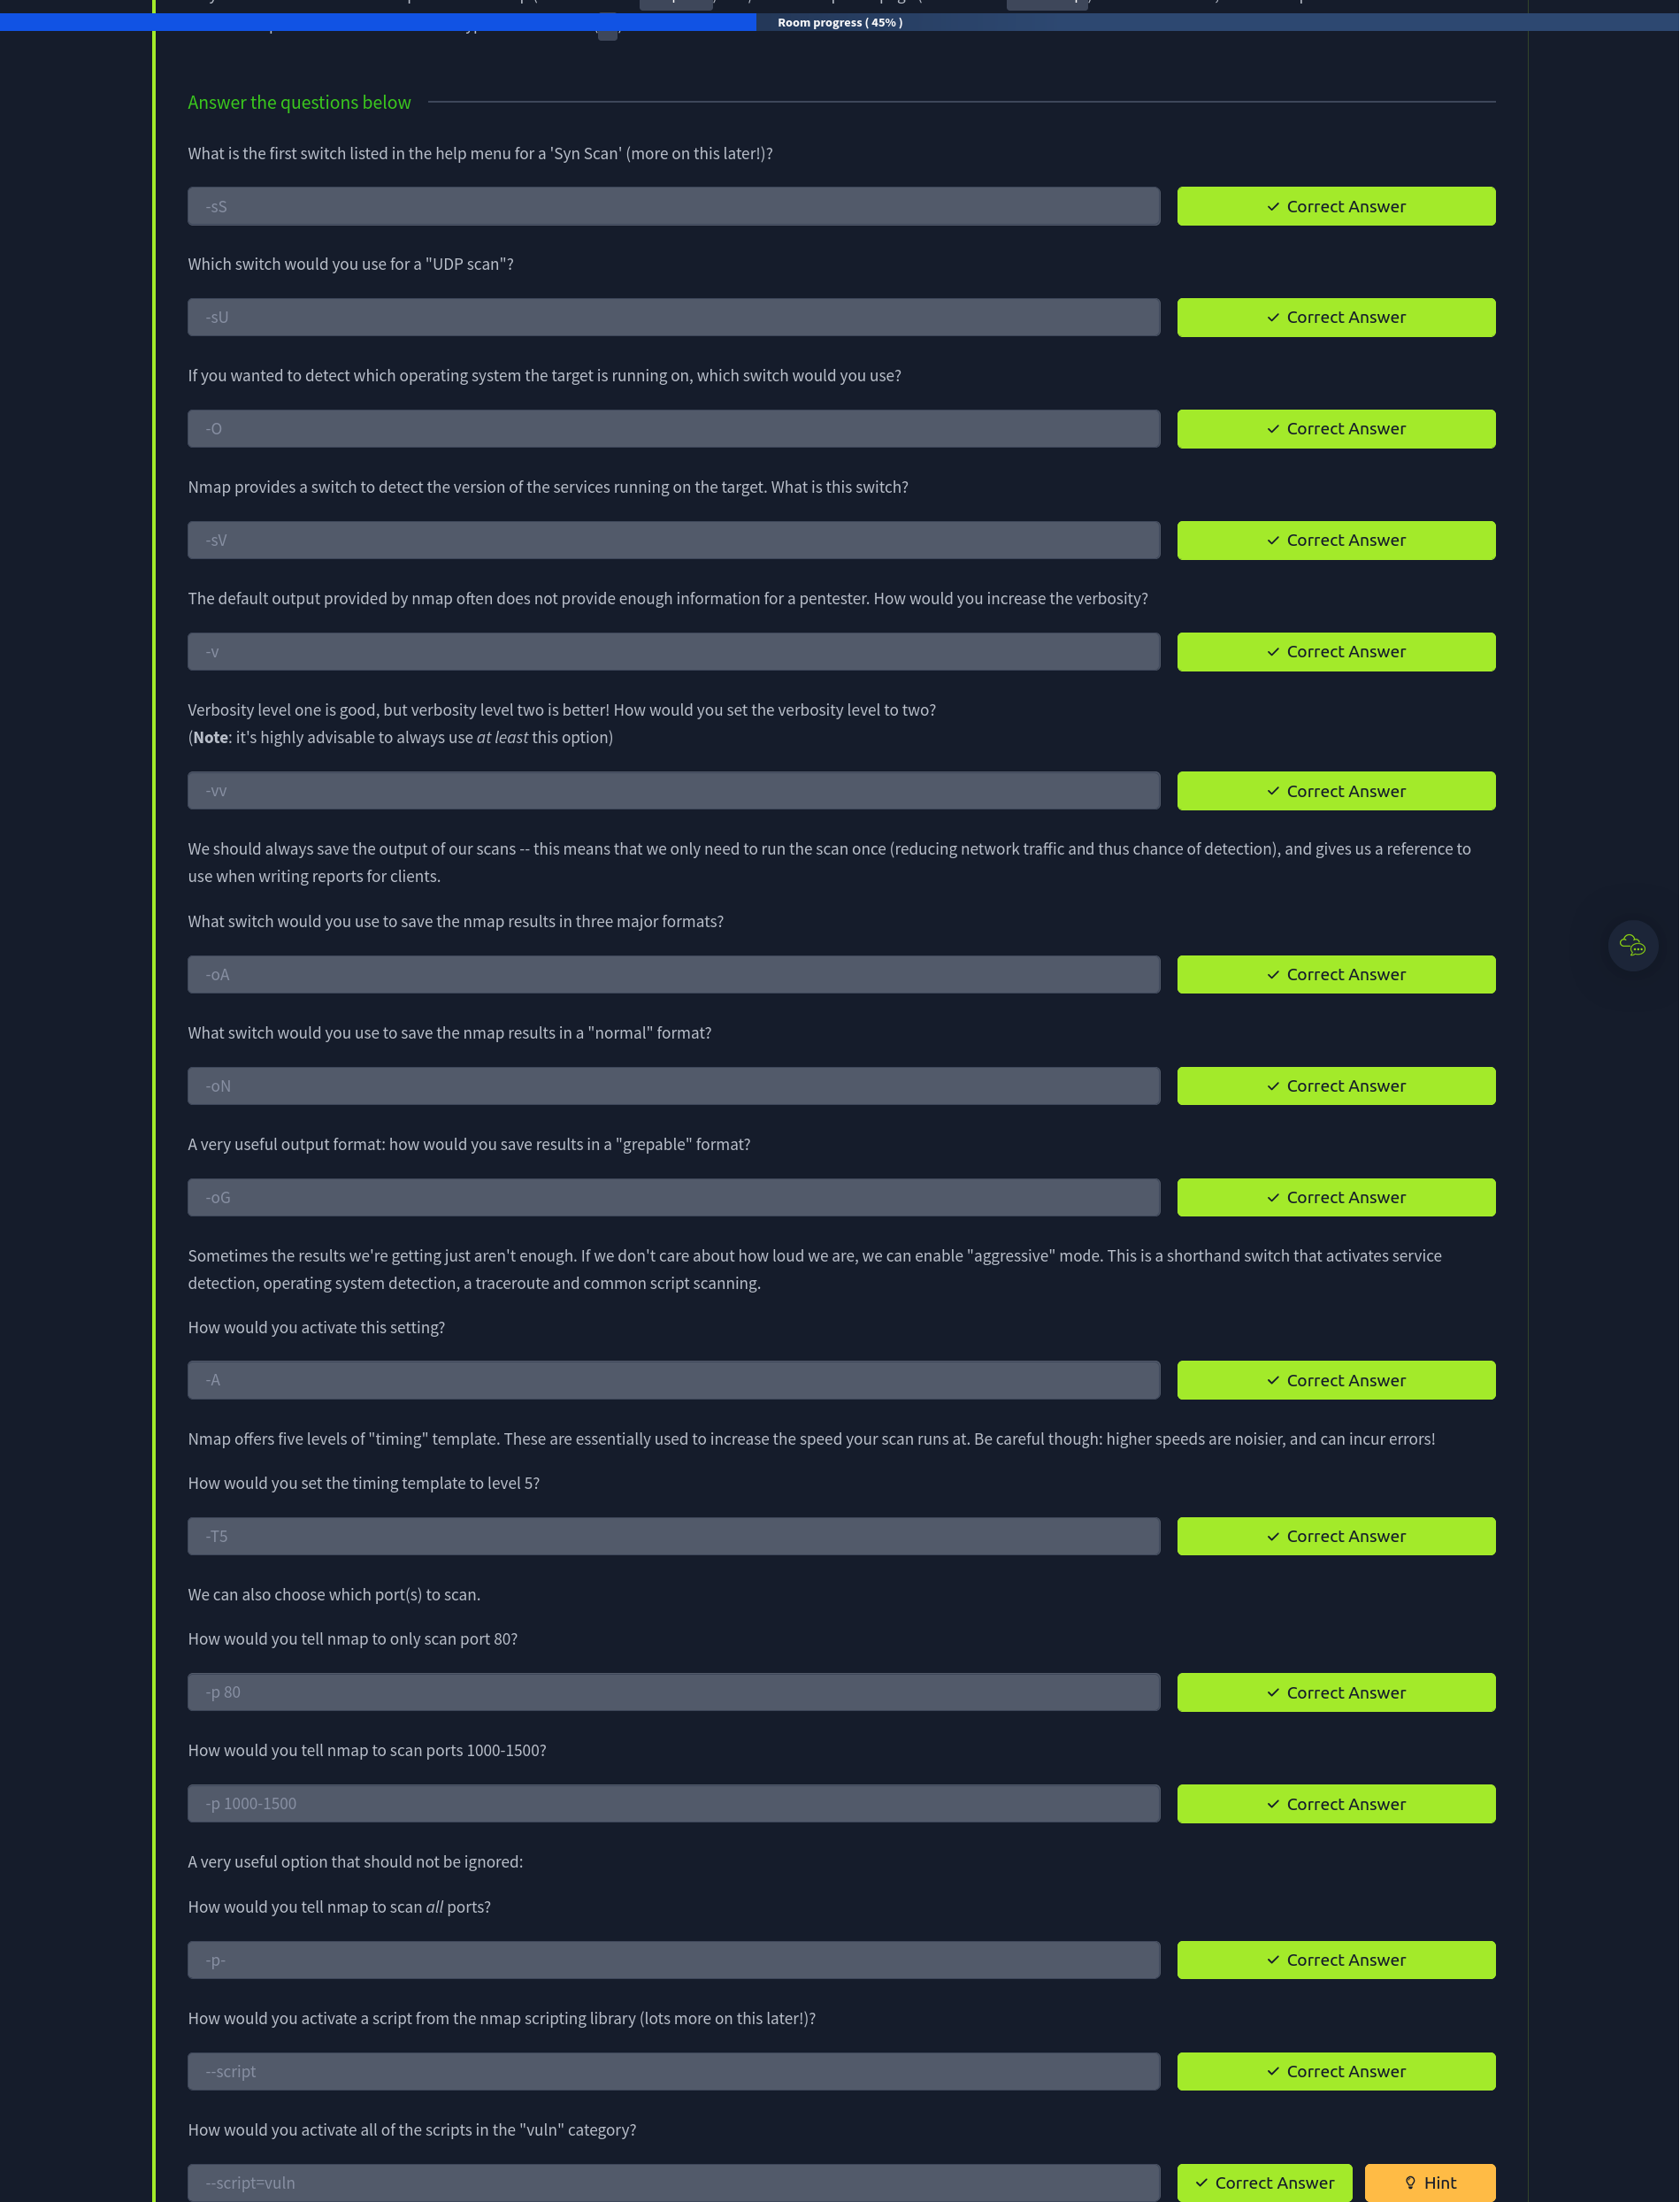 Room progress ( 45% )
Answer the questions below
What is the first switch listed in the help menu for a 'Syn Scan' (more on this later!)?
-sS
Correct Answer
Which switch would you use for a "UDP scan"?
-sU
Correct Answer
If you wanted to detect which operating system the target is running on, which switch would you use?
-O
Correct Answer
Nmap provides a switch to detect the version of the services running on the target. What is this switch?
-sV
Correct Answer
The default output provided by nmap often does not provide enough information for a pentester. How would you increase the verbosity?
-v
Correct Answer
Verbosity level one is good, but verbosity level two is better! How would you set the verbosity level to two?
(Note: it's highly advisable to always use at least this option)
-vv
Correct Answer
We should always save the output of our scans -- this means that we only need to run the scan once (reducing network traffic and thus chance of detection), and gives us a reference to
use when writing reports for clients.
What switch would you use to save the nmap results in three major formats?
-oA
Correct Answer
What switch would you use to save the nmap results in a "normal" format?
-oN
Correct Answer
A very useful output format: how would you save results in a "grepable" format?
-oG
Correct Answer
Sometimes the results we're getting just aren't enough. If we don't care about how loud we are, we can enable "aggressive" mode. This is a shorthand switch that activates service
detection, operating system detection, a traceroute and common script scanning.
How would you activate this setting?
-A
Correct Answer
Nmap offers five levels of "timing" template. These are essentially used to increase the speed your scan runs at. Be careful though: higher speeds are noisier, and can incur errors!
How would you set the timing template to level 5?
-T5
Correct Answer
We can also choose which port(s) to scan.
How would you tell nmap to only scan port 80?
-p 80
Correct Answer
How would you tell nmap to scan ports 1000-1500?
-p 1000-1500
Correct Answer
A very useful option that should not be ignored:
How would you tell nmap to scan all ports?
-p-
Correct Answer
How would you activate a script from the nmap scripting library (lots more on this later!)?
--script
Correct Answer
How would you activate all of the scripts in the "vuln" category?
--script=vuln
Correct Answer
Hint